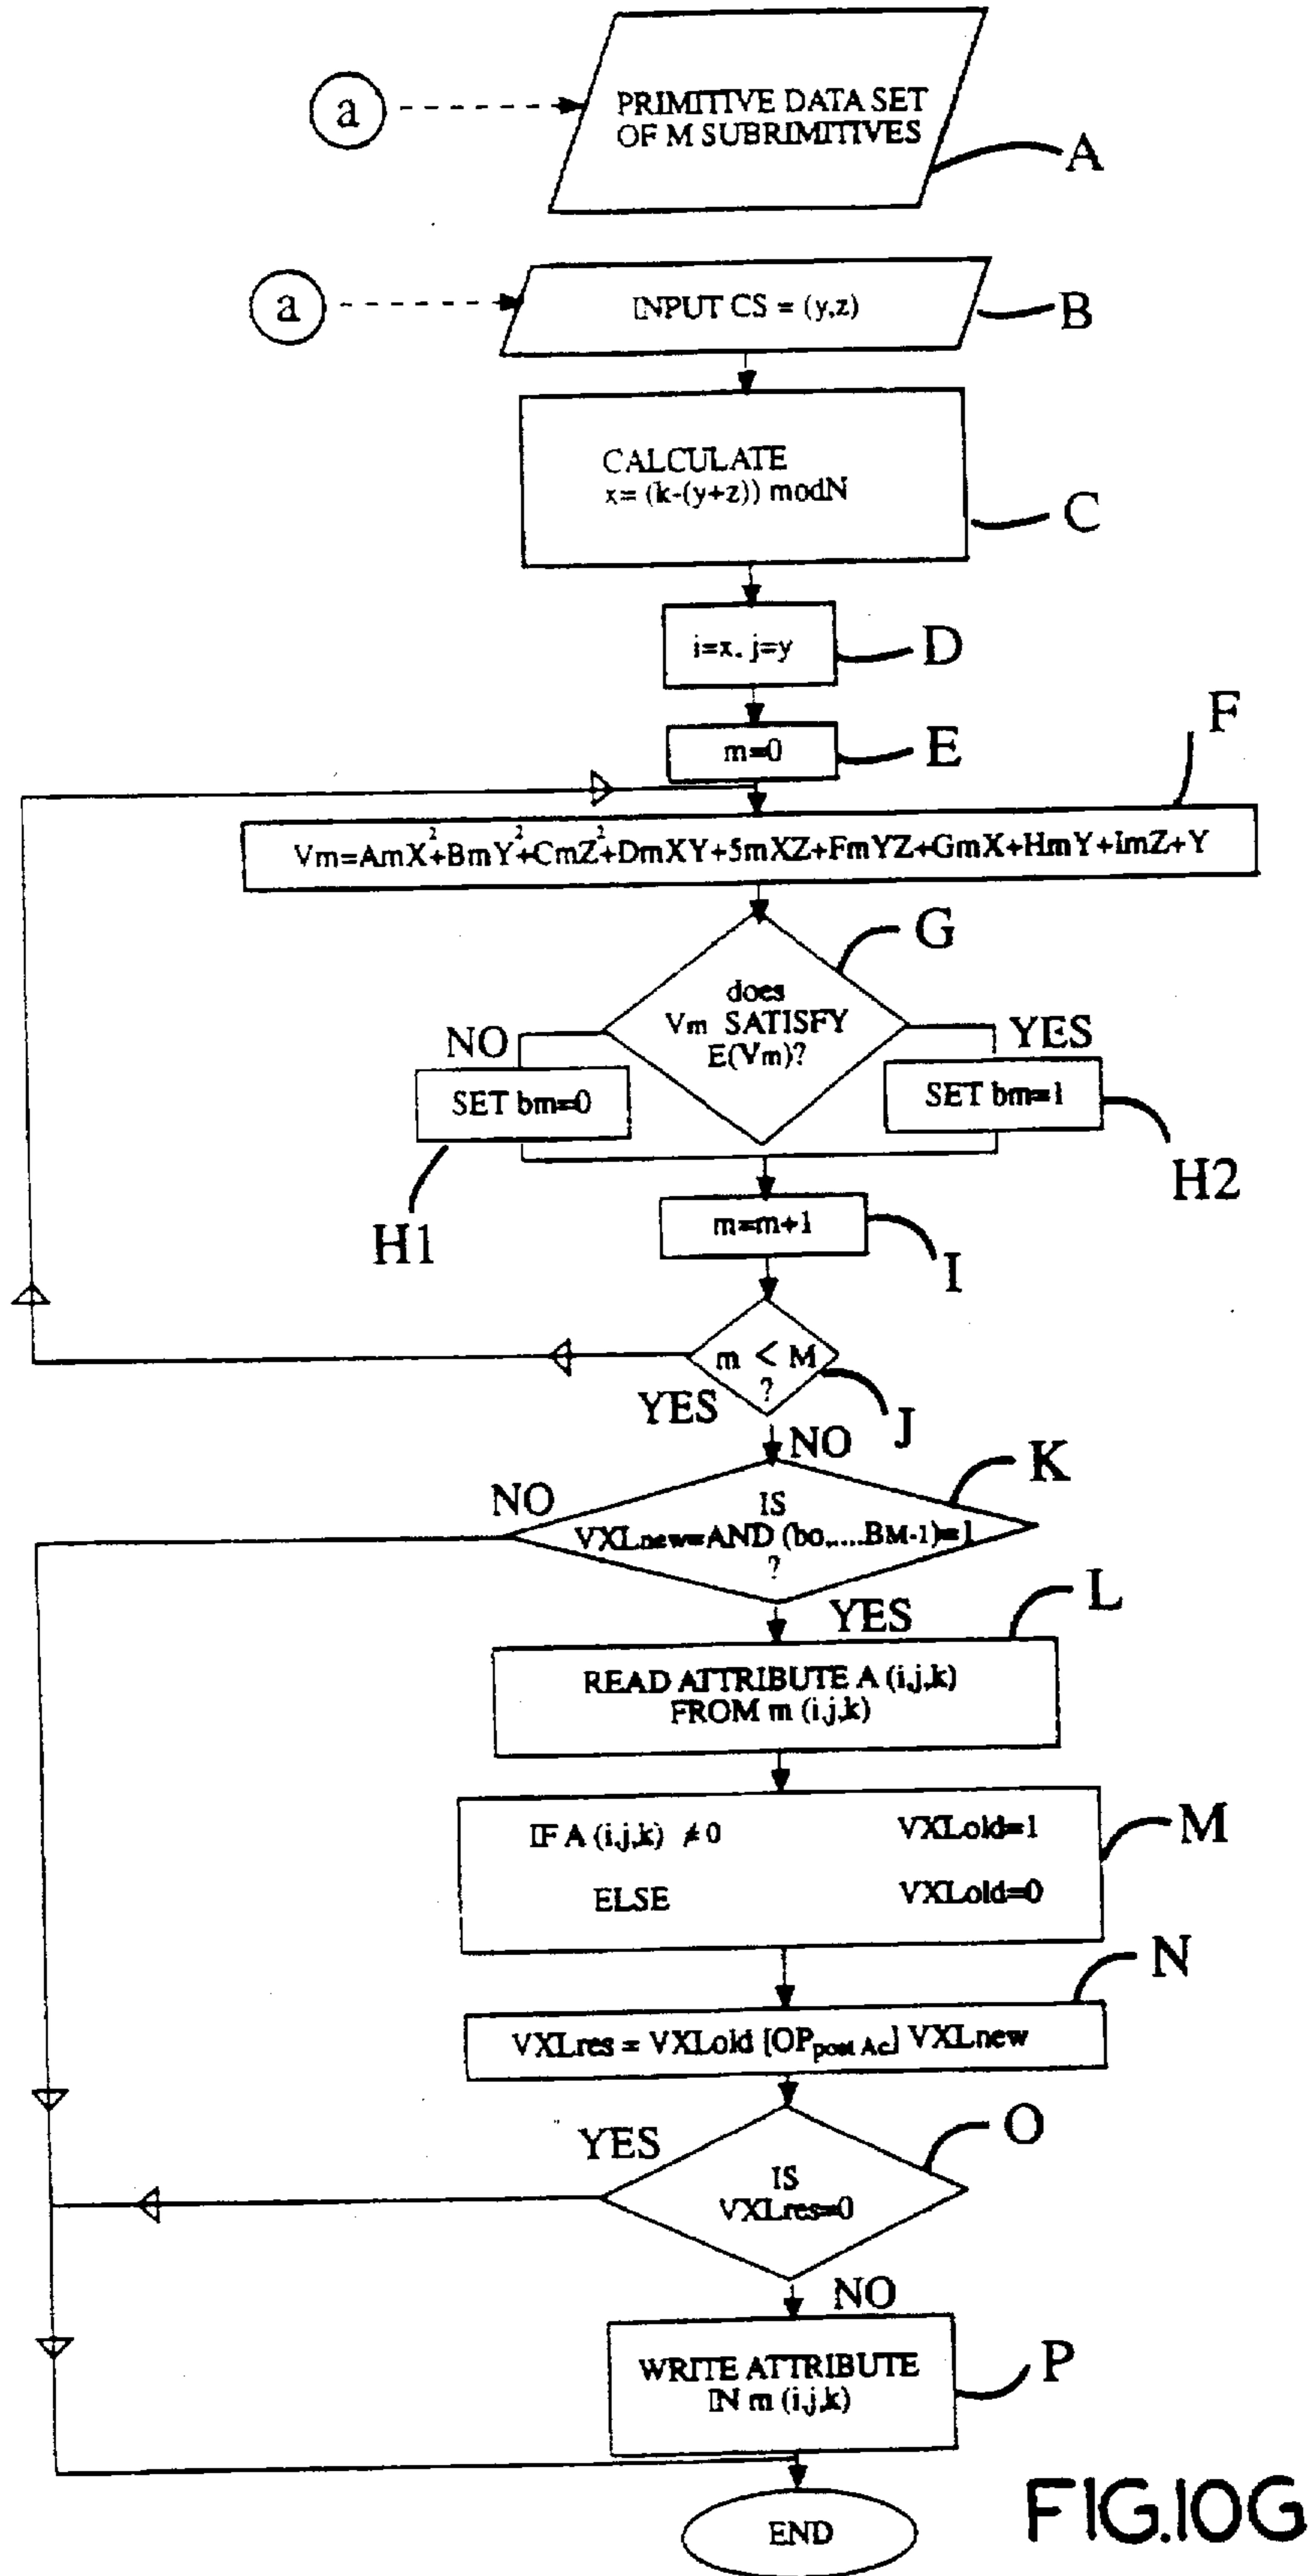 a
PRIMITIVE DATA SET
OF M SUBRIMITIVES
A
a
INPUT CS = (y,z)
B
CALCULATE
x= (k-(y+z)) modN
C
i=x. j=y
D
m=0
E
F
Vm=AmX²+BmY²+CmZ²+DmXY+5mXZ+FmYZ+GmX+HmY+ImZ+Y
G
does
Vm SATISFY
E(Vm)?
NO
YES
SET bm=0
SET bm=1
H1
H2
m=m+1
I
m < M
?
YES
J
NO
K
NO
IS
VXLnew=AND (bo,....BM-1)=1
?
YES
L
READ ATTRIBUTE A (i,j,k)
FROM m (i,j,k)
IF A (i,j,k) ≠0 VXLold=1
M
ELSE VXLold=0
N
VXLres = VXLold [OPpost Ac] VXLnew
YES
O
IS
VXLres=0
NO
WRITE ATTRIBUTE
IN m (i,j,k)
P
END
FIG.10G